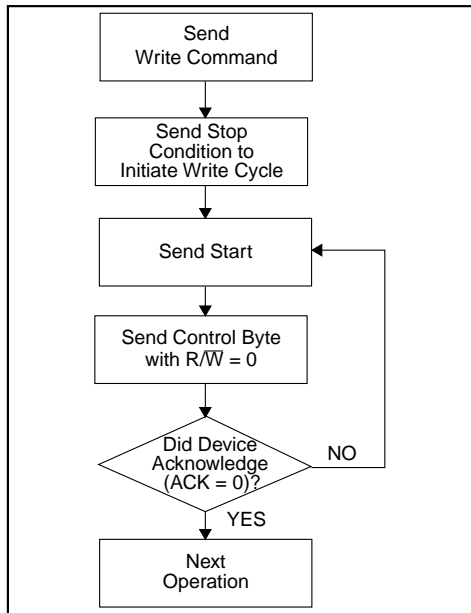 Send
Write Command
Send Stop
Condition to
Initiate Write Cycle
Send Start
Send Control Byte
with R/W̅ = 0
Did Device
Acknowledge
(ACK = 0)?
NO
YES
Next
Operation